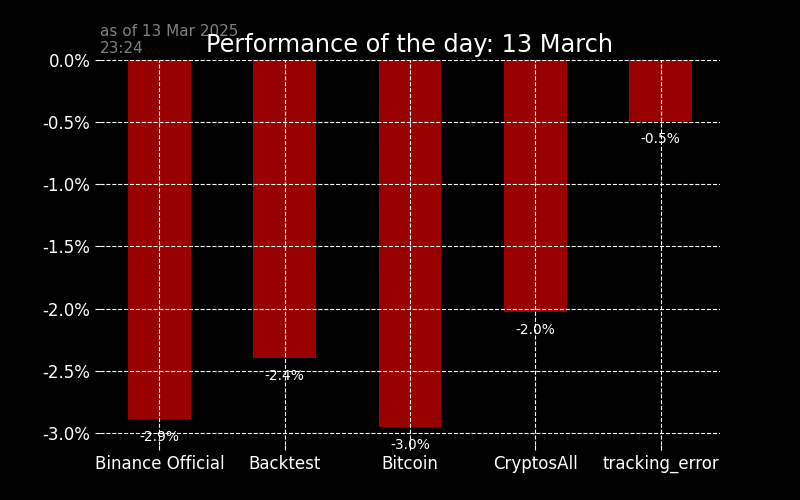 as of 13 Mar 2025
23:24
Performance of the day: 13 March
0.0%
-0.5%
-1.0%
-1.5%
-2.0%
-2.5%
-3.0%
-2.9%
-2.4%
-3.0%
-2.0%
-0.5%
Binance Official
Backtest
Bitcoin
CryptosAll
tracking_error